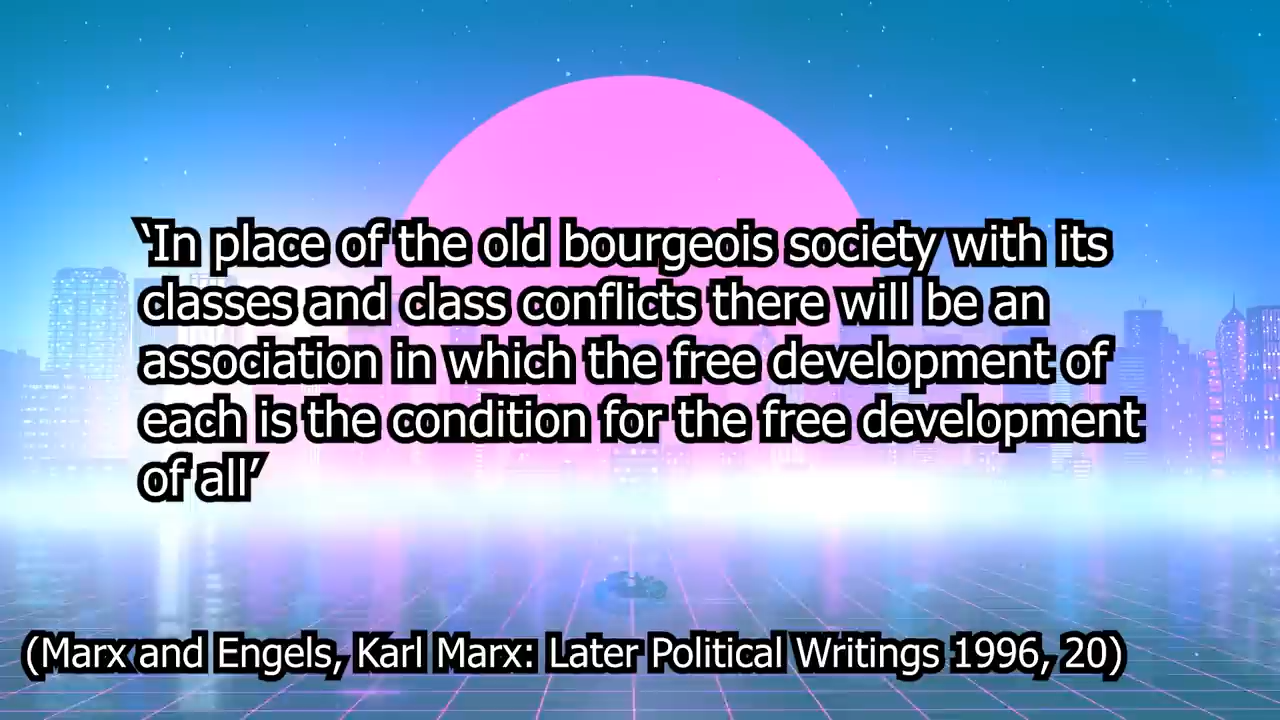 ‘In place of the old bourgeois society with its
classes and class conflicts there will be an
association in which the free development of
each is the condition for the free development
of all’
(Marx and Engels, Karl Marx: Later Political Writings 1996, 20)